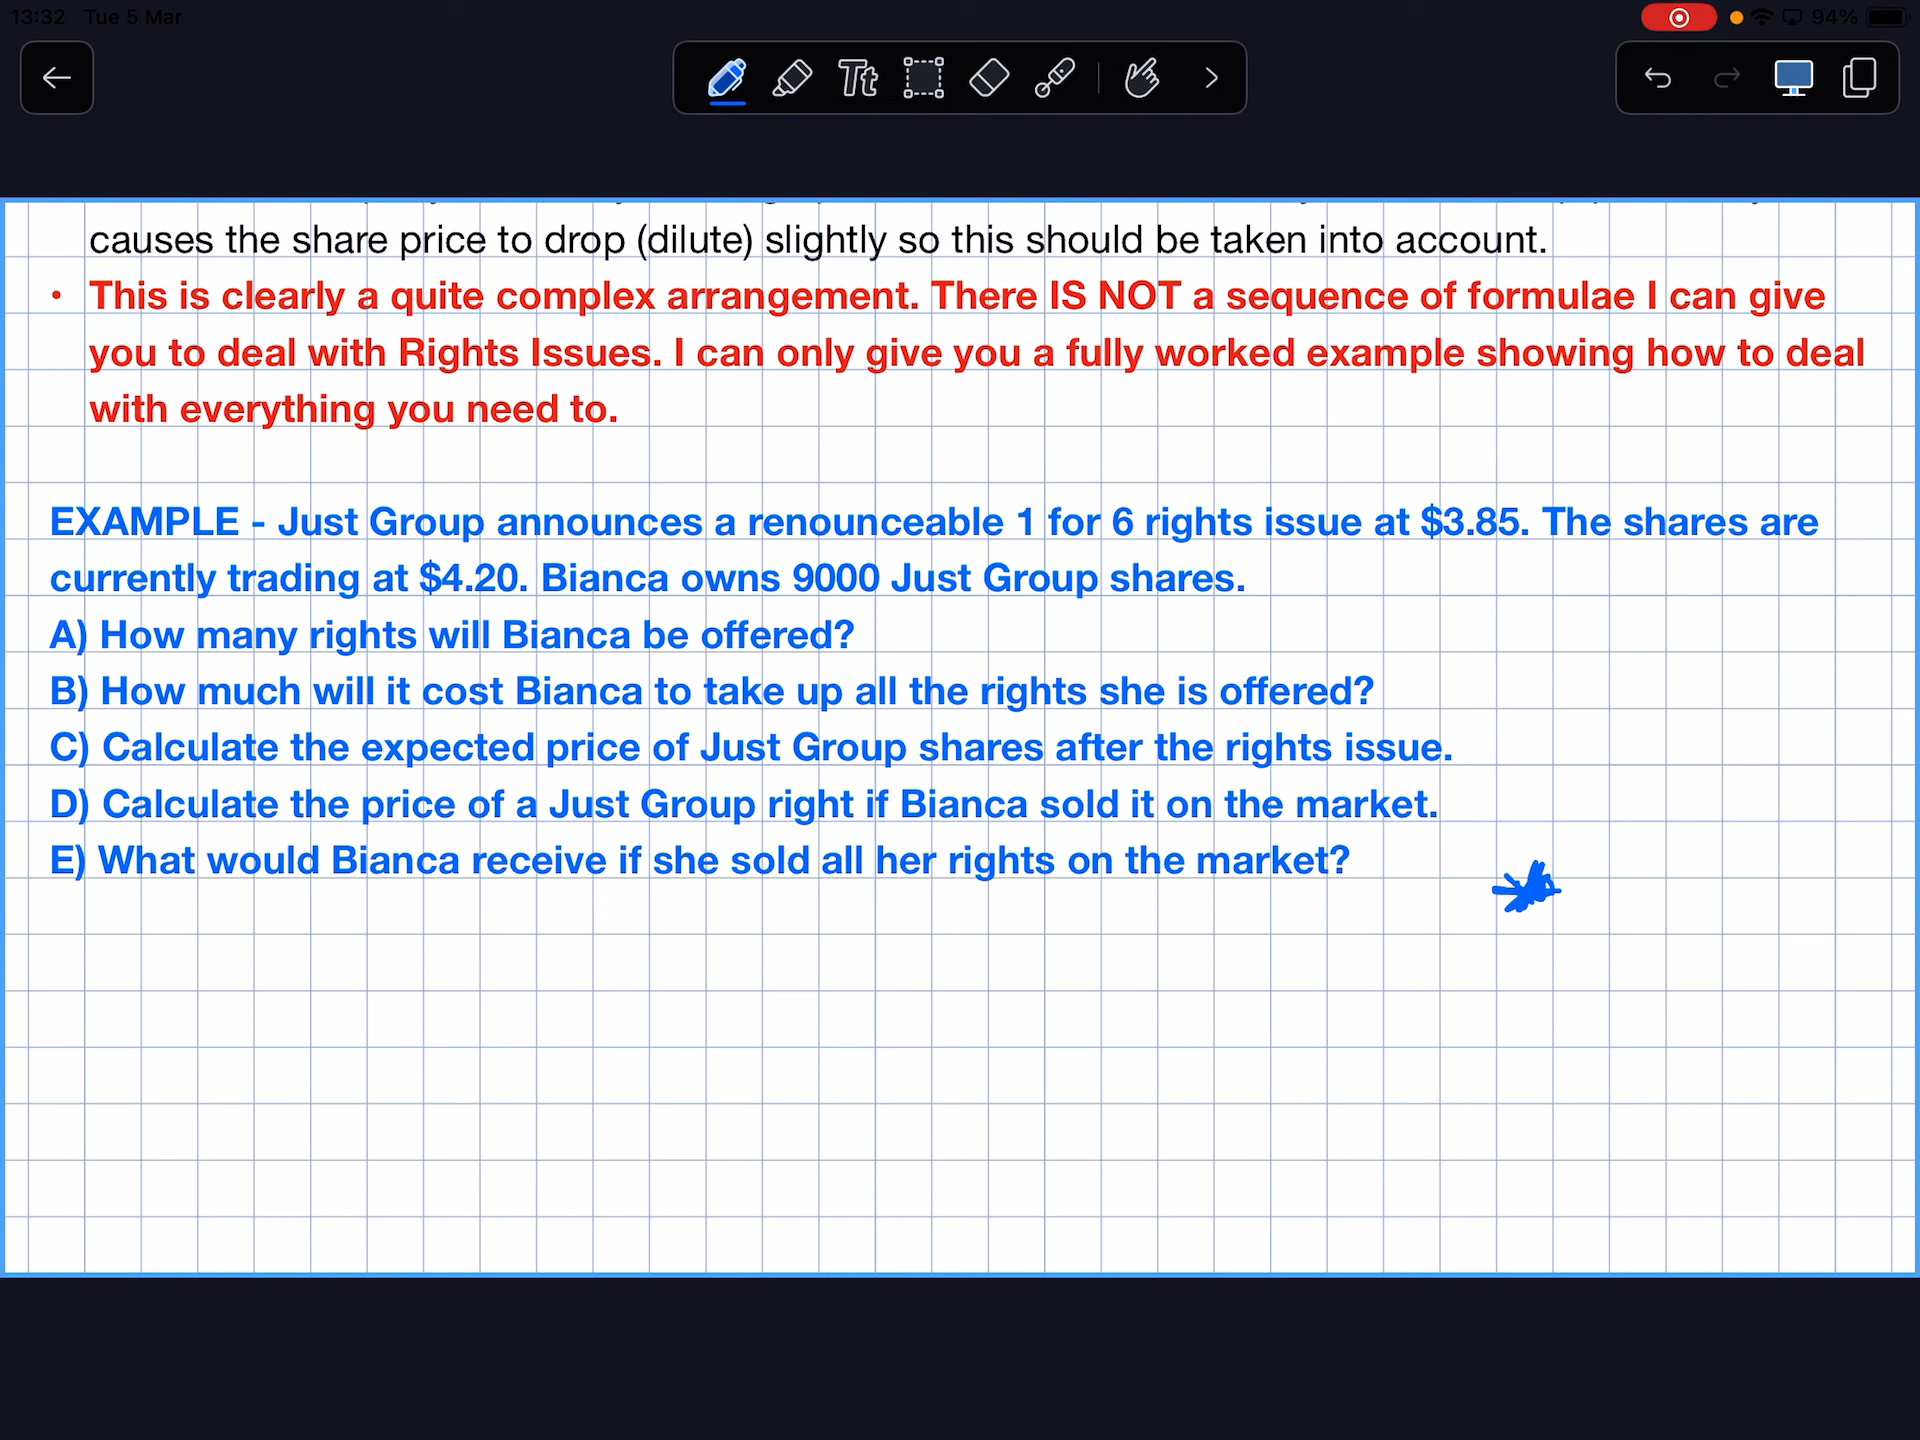 13:32 Tue 5 Mar
94%
Tt
causes the share price to drop (dilute) slightly so this should be taken into account.
• This is clearly a quite complex arrangement. There IS NOT a sequence of formulae I can give
you to deal with Rights Issues. I can only give you a fully worked example showing how to deal
with everything you need to.
EXAMPLE - Just Group announces a renounceable 1 for 6 rights issue at $3.85. The shares are
currently trading at $4.20. Bianca owns 9000 Just Group shares.
A) How many rights will Bianca be offered?
B) How much will it cost Bianca to take up all the rights she is offered?
C) Calculate the expected price of Just Group shares after the rights issue.
D) Calculate the price of a Just Group right if Bianca sold it on the market.
E) What would Bianca receive if she sold all her rights on the market?